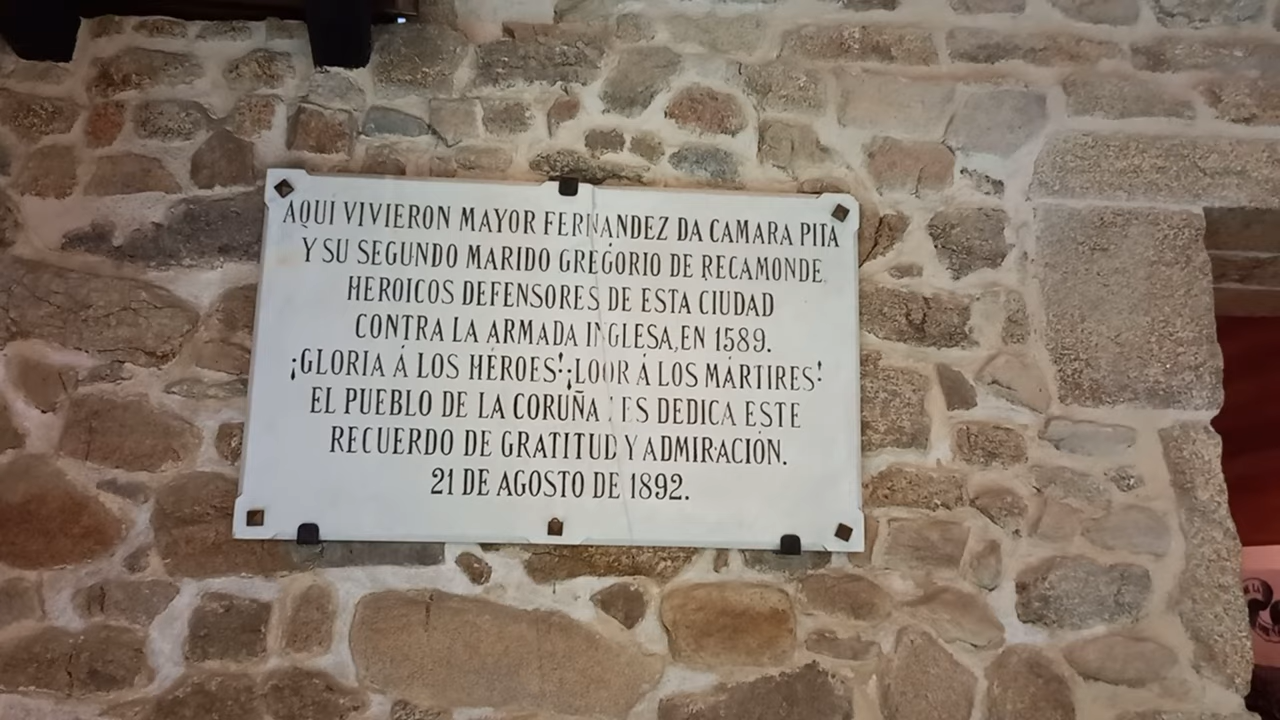 AQUI VIVIERON MAYOR FERNANDEZ DA CAMARA PITA
Y SU SEGUNDO MARIDO GREGORIO DE RECAMONDE.
HEROICOS DEFENSORES DE ESTA CIUDAD
CONTRA LA ARMADA INGLESA, EN 1589.
¡GLORIA Á LOS HÉROES! ¡LOOR Á LOS MÁRTIRES!
EL PUEBLO DE LA CORUÑA LES DEDICA ESTE
RECUERDO DE GRATITUD Y ADMIRACIÓN.
21 DE AGOSTO DE 1892.